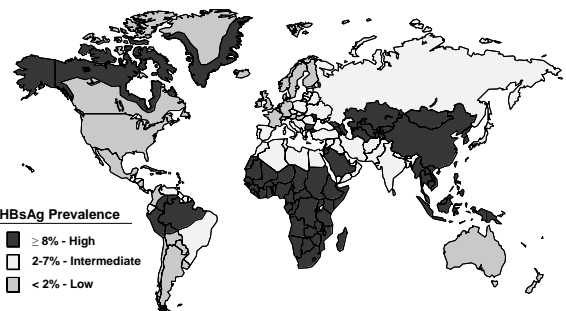 HBsAg Prevalence
≥ 8% - High
2-7% - Intermediate
< 2% - Low